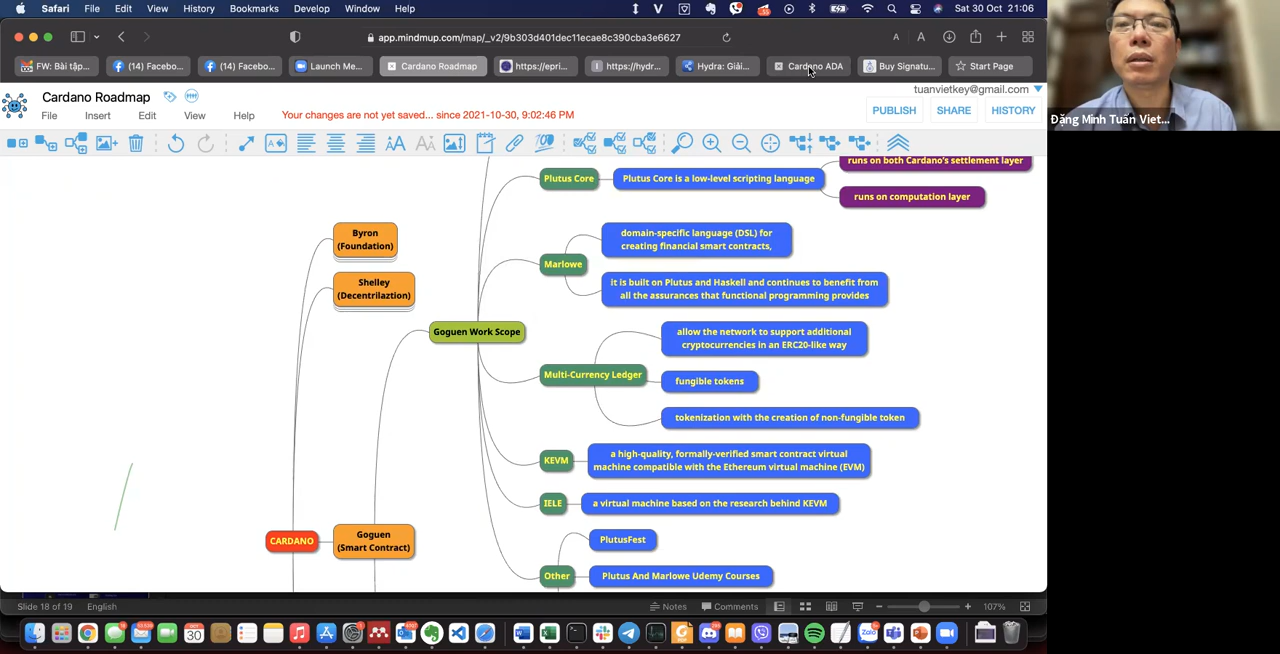 Safari File Edit View History Bookmarks Develop Window Help Sat 30 Oct 21:06
app.mindmup.com/map/_v2/9b303d401dec11ecae8c390cba3e6627 A A
FW: Bài tập... (14) Facebo... (14) Facebo... Launch Me... Cardano Roadmap https://epri... https://hydr... Hydra: Giải... Cardano ADA Buy Signatu... Start Page
Cardano Roadmap
tuanvietkey@gmail.com
File Insert Edit View Help
Your changes are not yet saved... since 2021-10-30, 9:02:46 PM
PUBLISH SHARE HISTORY
Đặng Minh Tuấn Viet...
runs on both Cardano's settlement layer
Plutus Core
Plutus Core is a low-level scripting language
runs on computation layer
Byron
(Foundation)
Shelley
(Decentrilaztion)
Goguen Work Scope
Marlowe
domain-specific language (DSL) for
creating financial smart contracts,
it is built on Plutus and Haskell and continues to benefit from
all the assurances that functional programming provides
Multi-Currency Ledger
allow the network to support additional
cryptocurrencies in an ERC20-like way
fungible tokens
tokenization with the creation of non-fungible token
KEVM
a high-quality, formally-verified smart contract virtual
machine compatible with the Ethereum virtual machine (EVM)
IELE
a virtual machine based on the research behind KEVM
CARDANO
Goguen
(Smart Contract)
Other
PlutusFest
Plutus And Marlowe Udemy Courses
Slide 18 of 19 English Notes Comments 107%